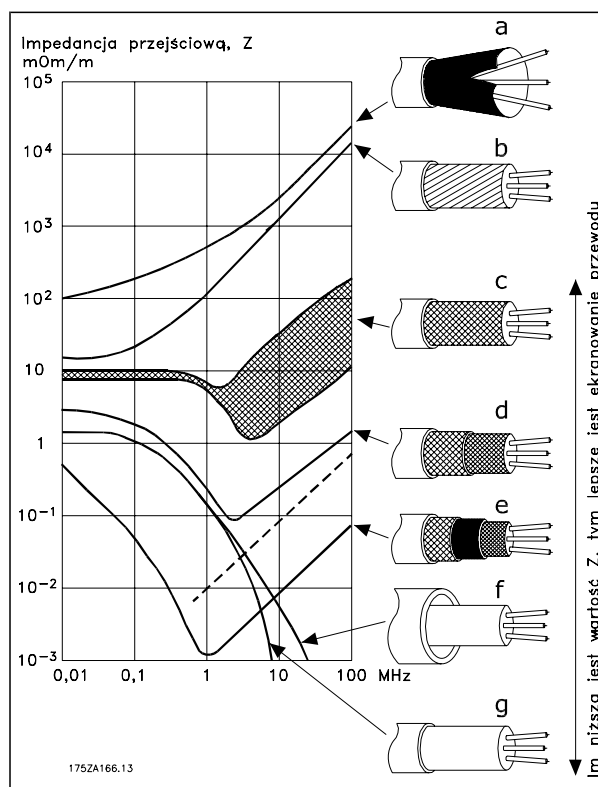 Impedancja przejściową, Z
mOm/m
10⁵
10⁴
10³
10²
10
1
10⁻¹
10⁻²
10⁻³
0,01 0,1 1 10 100 MHz
a
b
c
d
e
f
g
Im niższa jest wartość Z, tym lepsze jest ekranowanie przewodu
175ZA166.13